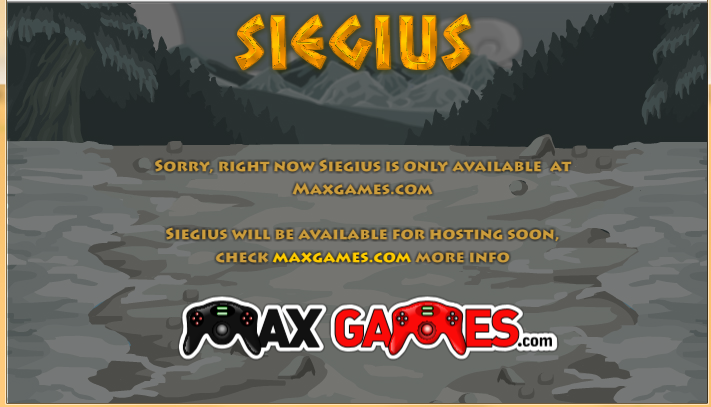 SIEGIUS
Sorry, right now Siegius is only available at
Maxgames.com
Siegius will be available for hosting soon,
check maxgames.com more info
MAX GAMES.com